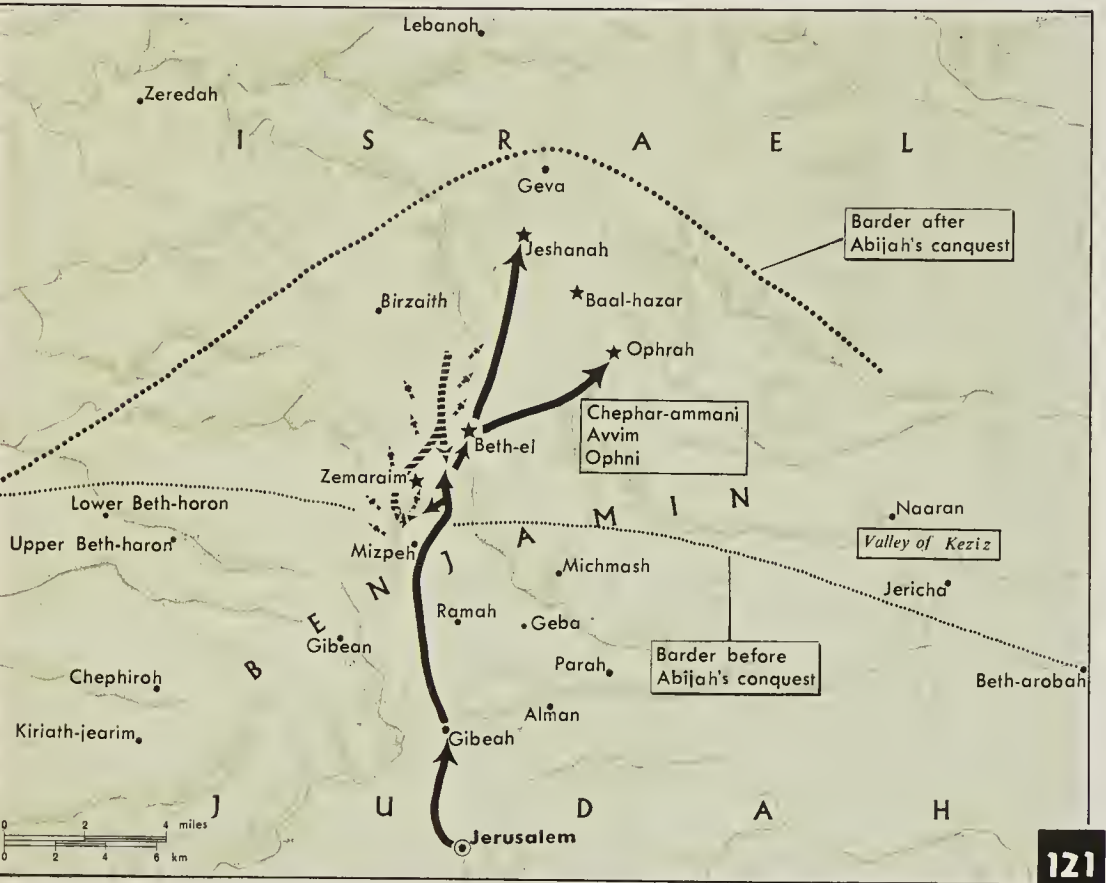 Lebanoh
Zeredah
I S R A E L
Geva
Barder after
Abijah's canquest
Jeshanah
Birzaith
Baal-hazar
Ophrah
Chephar-ammani
Avvim
Ophni
Beth-el
Zemaraim
Lower Beth-horon
Naaran
Upper Beth-haron
Valley of Keziz
Mizpeh
Michmash
Jericha
B E N J A M I N
Ramah
Geba
Gibean
Barder before
Abijah's canquest
Parah
Chephiroh
Beth-arobah
Alman
Kiriath-jearim
Gibeah
J U D A H
0 2 4 miles
0 2 4 6 km
Jerusalem
121